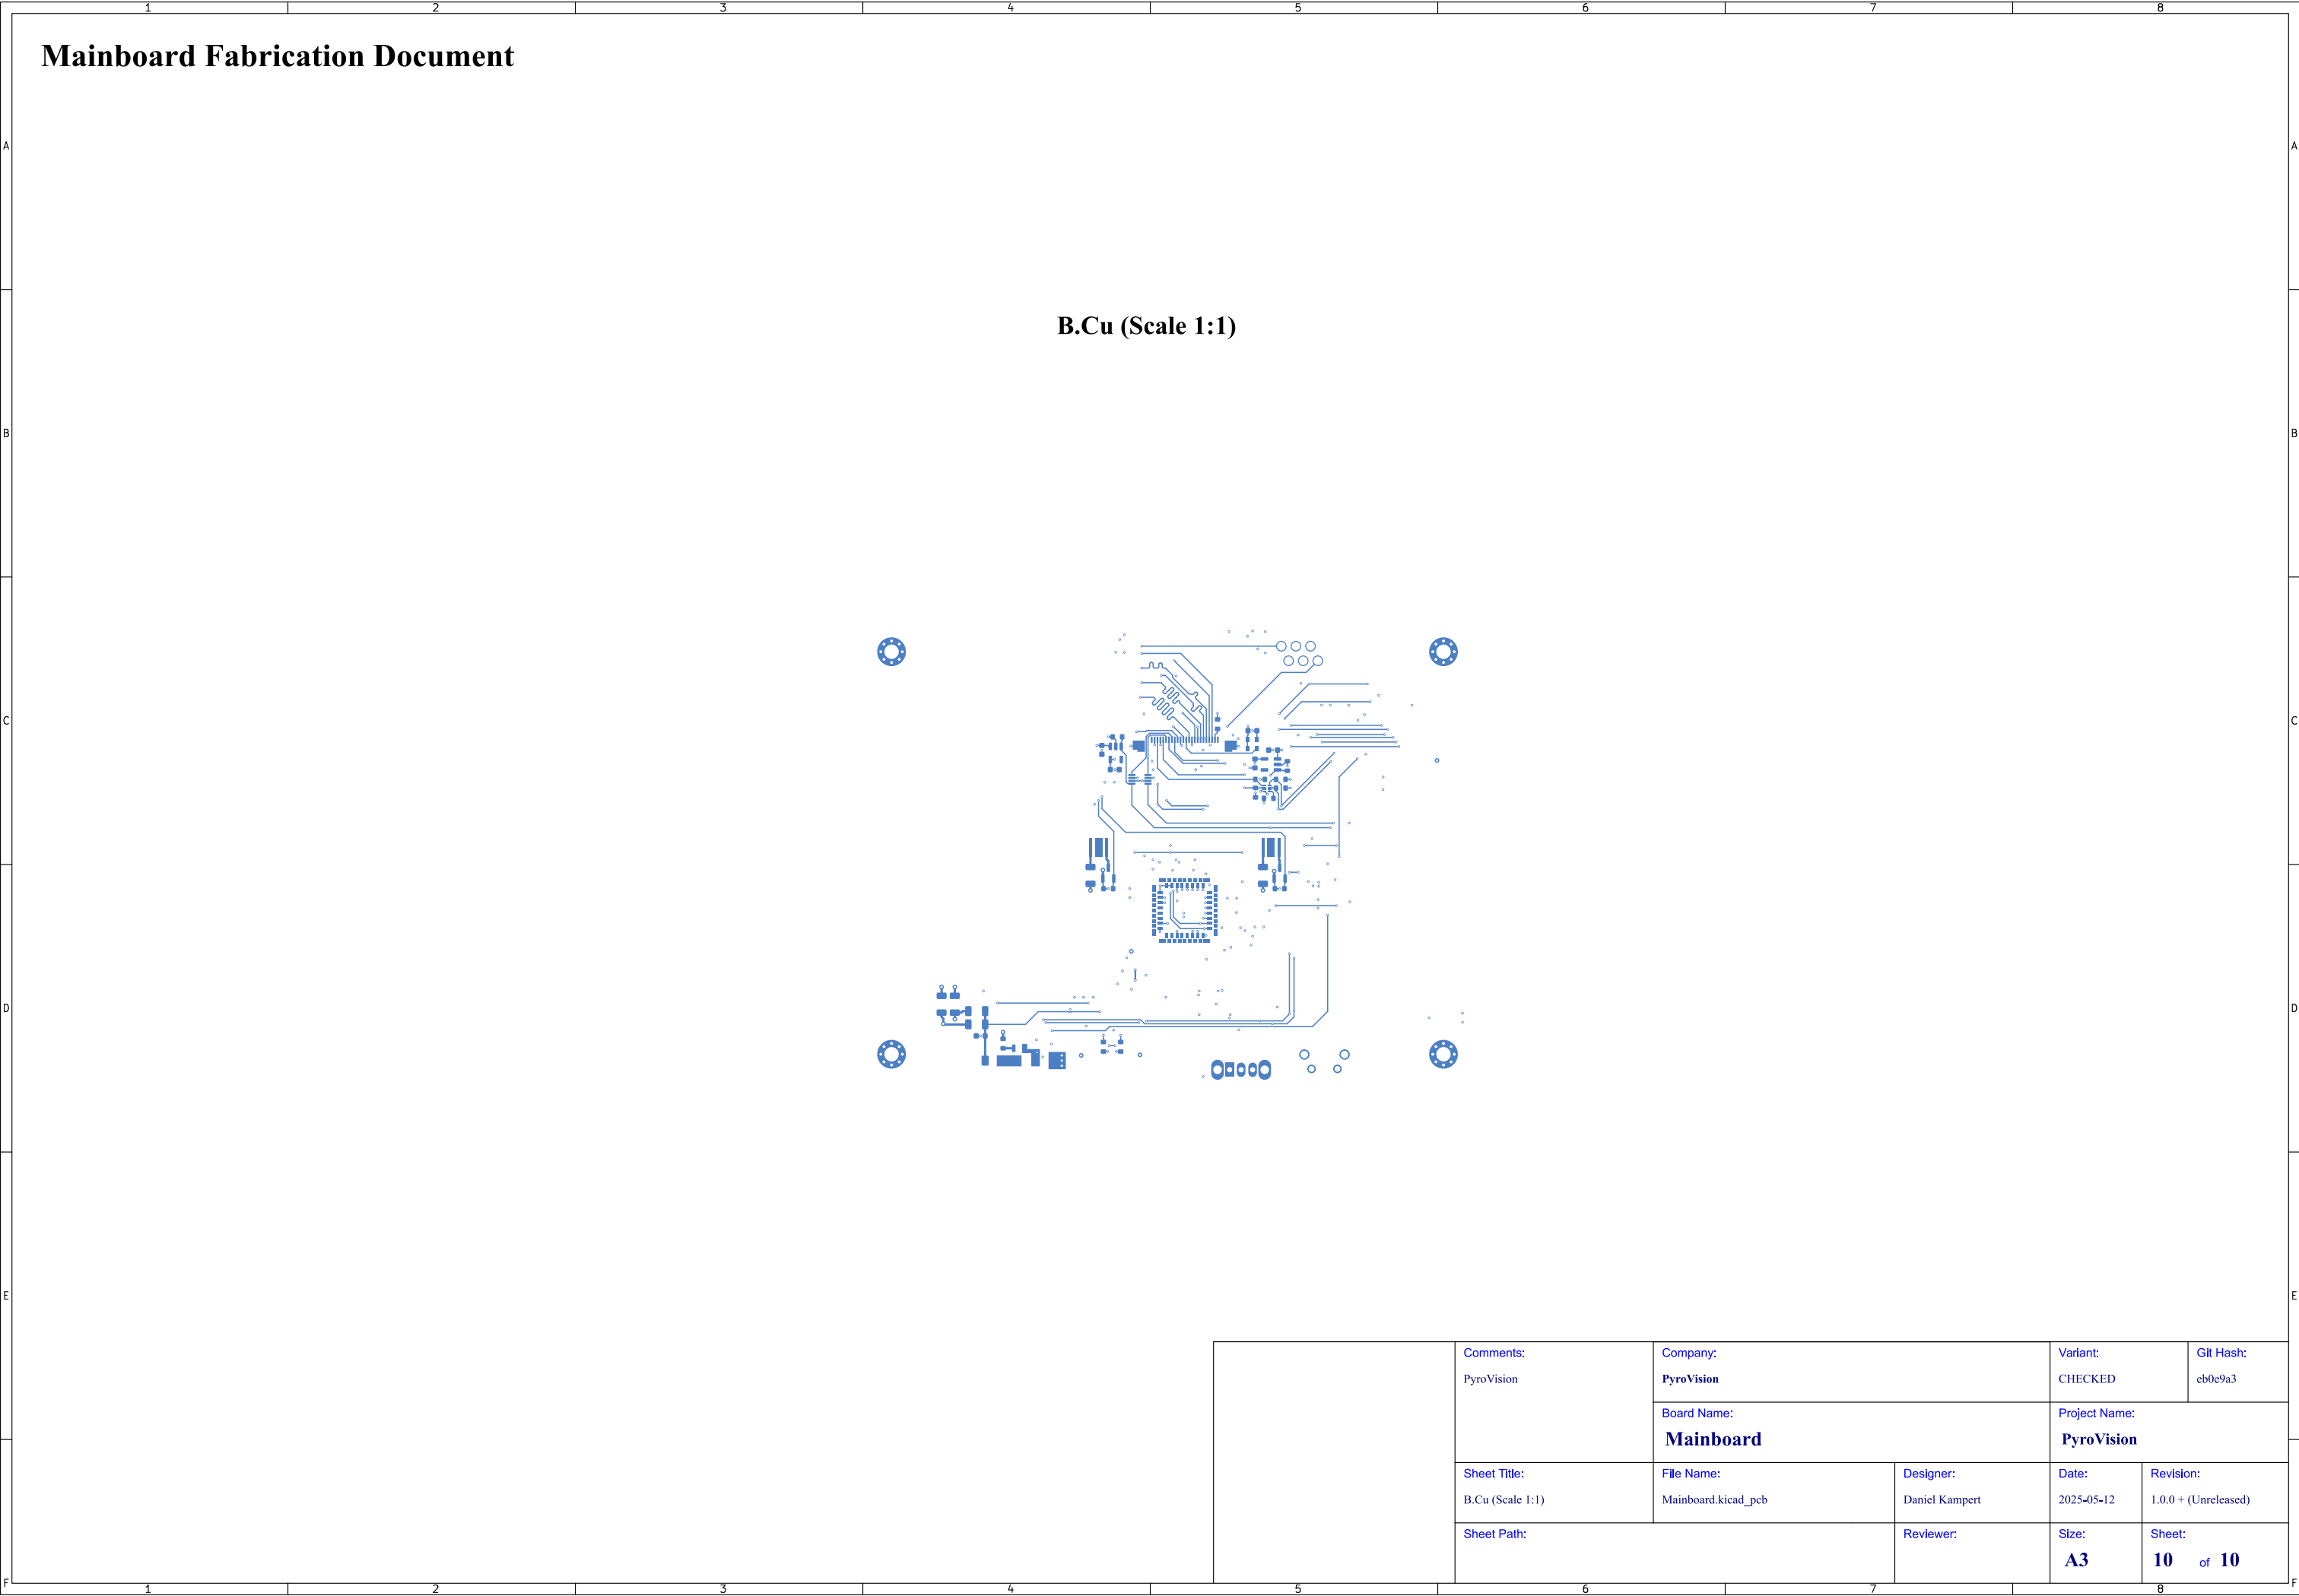 1 2 3 4 5 6 7 8
Mainboard Fabrication Document
A A
B.Cu (Scale 1:1)
B B
C C
D D
E E
Comments:
PyroVision
Company:
PyroVision
Variant:
CHECKED
Git Hash:
eb0e9a3
Board Name:
Mainboard
Project Name:
PyroVision
Sheet Title:
B.Cu (Scale 1:1)
File Name:
Mainboard.kicad_pcb
Designer:
Daniel Kampert
Date:
2025-05-12
Revision:
1.0.0 + (Unreleased)
Sheet Path:
Reviewer:
Size:
A3
Sheet:
10 of 10
F F
1 2 3 4 5 6 7 8